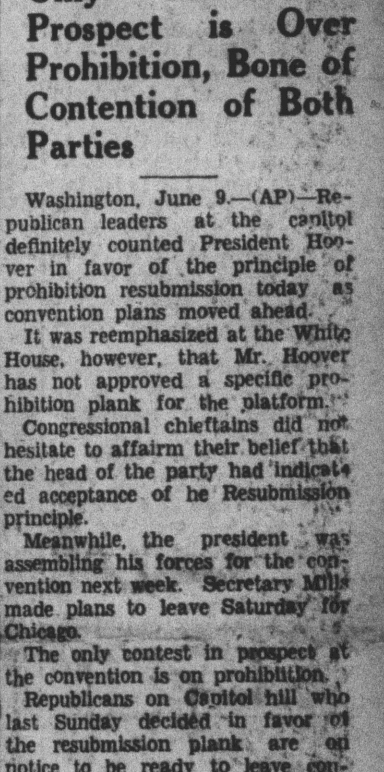 Prospect is Over
Prohibition, Bone of
Contention of Both
Parties
Washington, June 9.—(AP)—Re-
publican leaders at the capitol
definitely counted President Hoo-
ver in favor of the principle of
prohibition resubmission today as
convention plans moved ahead.
It was reemphasized at the White
House, however, that Mr. Hoover
has not approved a specific pro-
hibition plank for the platform.
Congressional chieftains did not
hesitate to affairm their belief that
the head of the party had indicat-
ed acceptance of he Resubmission
principle.
Meanwhile, the president was
assembling his forces for the con-
vention next week. Secretary Mills
made plans to leave Saturday for
Chicago.
The only contest in prospect at
the convention is on prohibiition.
Republicans on Capitol hill who
last Sunday decided in favor of
the resubmission plank are on
notice to be ready to leave con-